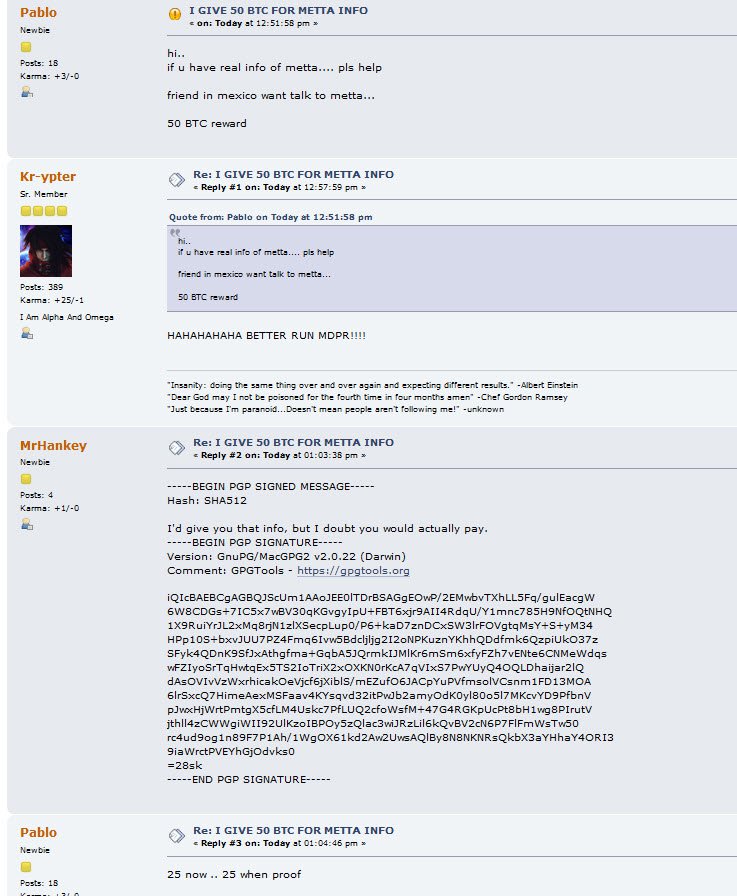 Pablo
Newbie
Posts: 18
Karma: +3/-0
I GIVE 50 BTC FOR METTA INFO
« on: Today at 12:51:58 pm »
hi..
if u have real info of metta.... pls help
friend in mexico want talk to metta...
50 BTC reward
Kr-ypter
Sr. Member
Posts: 389
Karma: +25/-1
I Am Alpha And Omega
Re: I GIVE 50 BTC FOR METTA INFO
« Reply #1 on: Today at 12:57:59 pm »
Quote from: Pablo on Today at 12:51:58 pm
hi..
if u have real info of metta.... pls help
friend in mexico want talk to metta...
50 BTC reward
HAHAHAHAHA BETTER RUN MDPR!!!!
"Insanity: doing the same thing over and over again and expecting different results." -Albert Einstein
"Dear God may I not be poisoned for the fourth time in four months amen" -Chef Gordon Ramsey
"Just because I'm paranoid...Doesn't mean people aren't following me!" -unknown
MrHankey
Newbie
Posts: 4
Karma: +1/-0
Re: I GIVE 50 BTC FOR METTA INFO
« Reply #2 on: Today at 01:03:38 pm »
-----BEGIN PGP SIGNED MESSAGE-----
Hash: SHA512
I'd give you that info, but I doubt you would actually pay.
-----BEGIN PGP SIGNATURE-----
Version: GnuPG/MacGPG2 v2.0.22 (Darwin)
Comment: GPGTools - https://gpgtools.org
iQIcBAEBCgAGBQJScUm1AAoJEE0lTDrBSAGgEOwP/2EMwbvTXhLL5Fq/gulEacgW
6W8CDGs+7IC5x7wBV30qKGvgyIpU+FBT6xjr9AII4RdqU/Y1mnc785H9NfOQtNHQ
1X9RuiYrJL2xMq8rjN1zlXSecpLup0/P6+kaD7znDCxSW3lrFOVgtqMsY+S+yM34
HPp10S+bxvJUU7PZ4Fmq6Ivw5Bdcljljg2I2oNPKuznYKhhQDdfmk6QzpiUkO37z
SFyk4QDnK9SfJxAthgfma+GqbA5JQrmkIJMlKr6mSm6xfyFZh7vENte6CNMeWdqs
wFZIyoSrTqHwtqEx5TS2IoTriX2xOXKN0rKcA7qVIxS7PwYUyQ4OQLDhaijar2lQ
dAsOVIvVzWxrhicakOeVjcf6jXiblS/mEZufO6JACpYuPVfmsolVCsnm1FD13MOA
6lrSxcQ7HimeAexMSFaav4KYsqvd32itPwJb2amyOdK0yl80o5l7MKcvYD9PfbnV
pJwxHjWrtPmtgX5cfLM4Uskc7PfLUQ2cfoWsfM+47G4RGKpUcPt8bH1wg8PIrutV
jthll4zCWWgiWII92UlKzoIBPOy5zQlac3wiJRzLil6kQvBV2cN6P7FlFmWsTw50
rc4ud9og1n89F7P1Ah/1WgOX61kd2Aw2UwsAQlBy8N8NKNRsQkbX3aYHhaY4ORI3
9iaWrctPVEYhGjOdvks0
=28sk
-----END PGP SIGNATURE-----
Pablo
Newbie
Posts: 18
Re: I GIVE 50 BTC FOR METTA INFO
« Reply #3 on: Today at 01:04:46 pm »
25 now .. 25 when proof